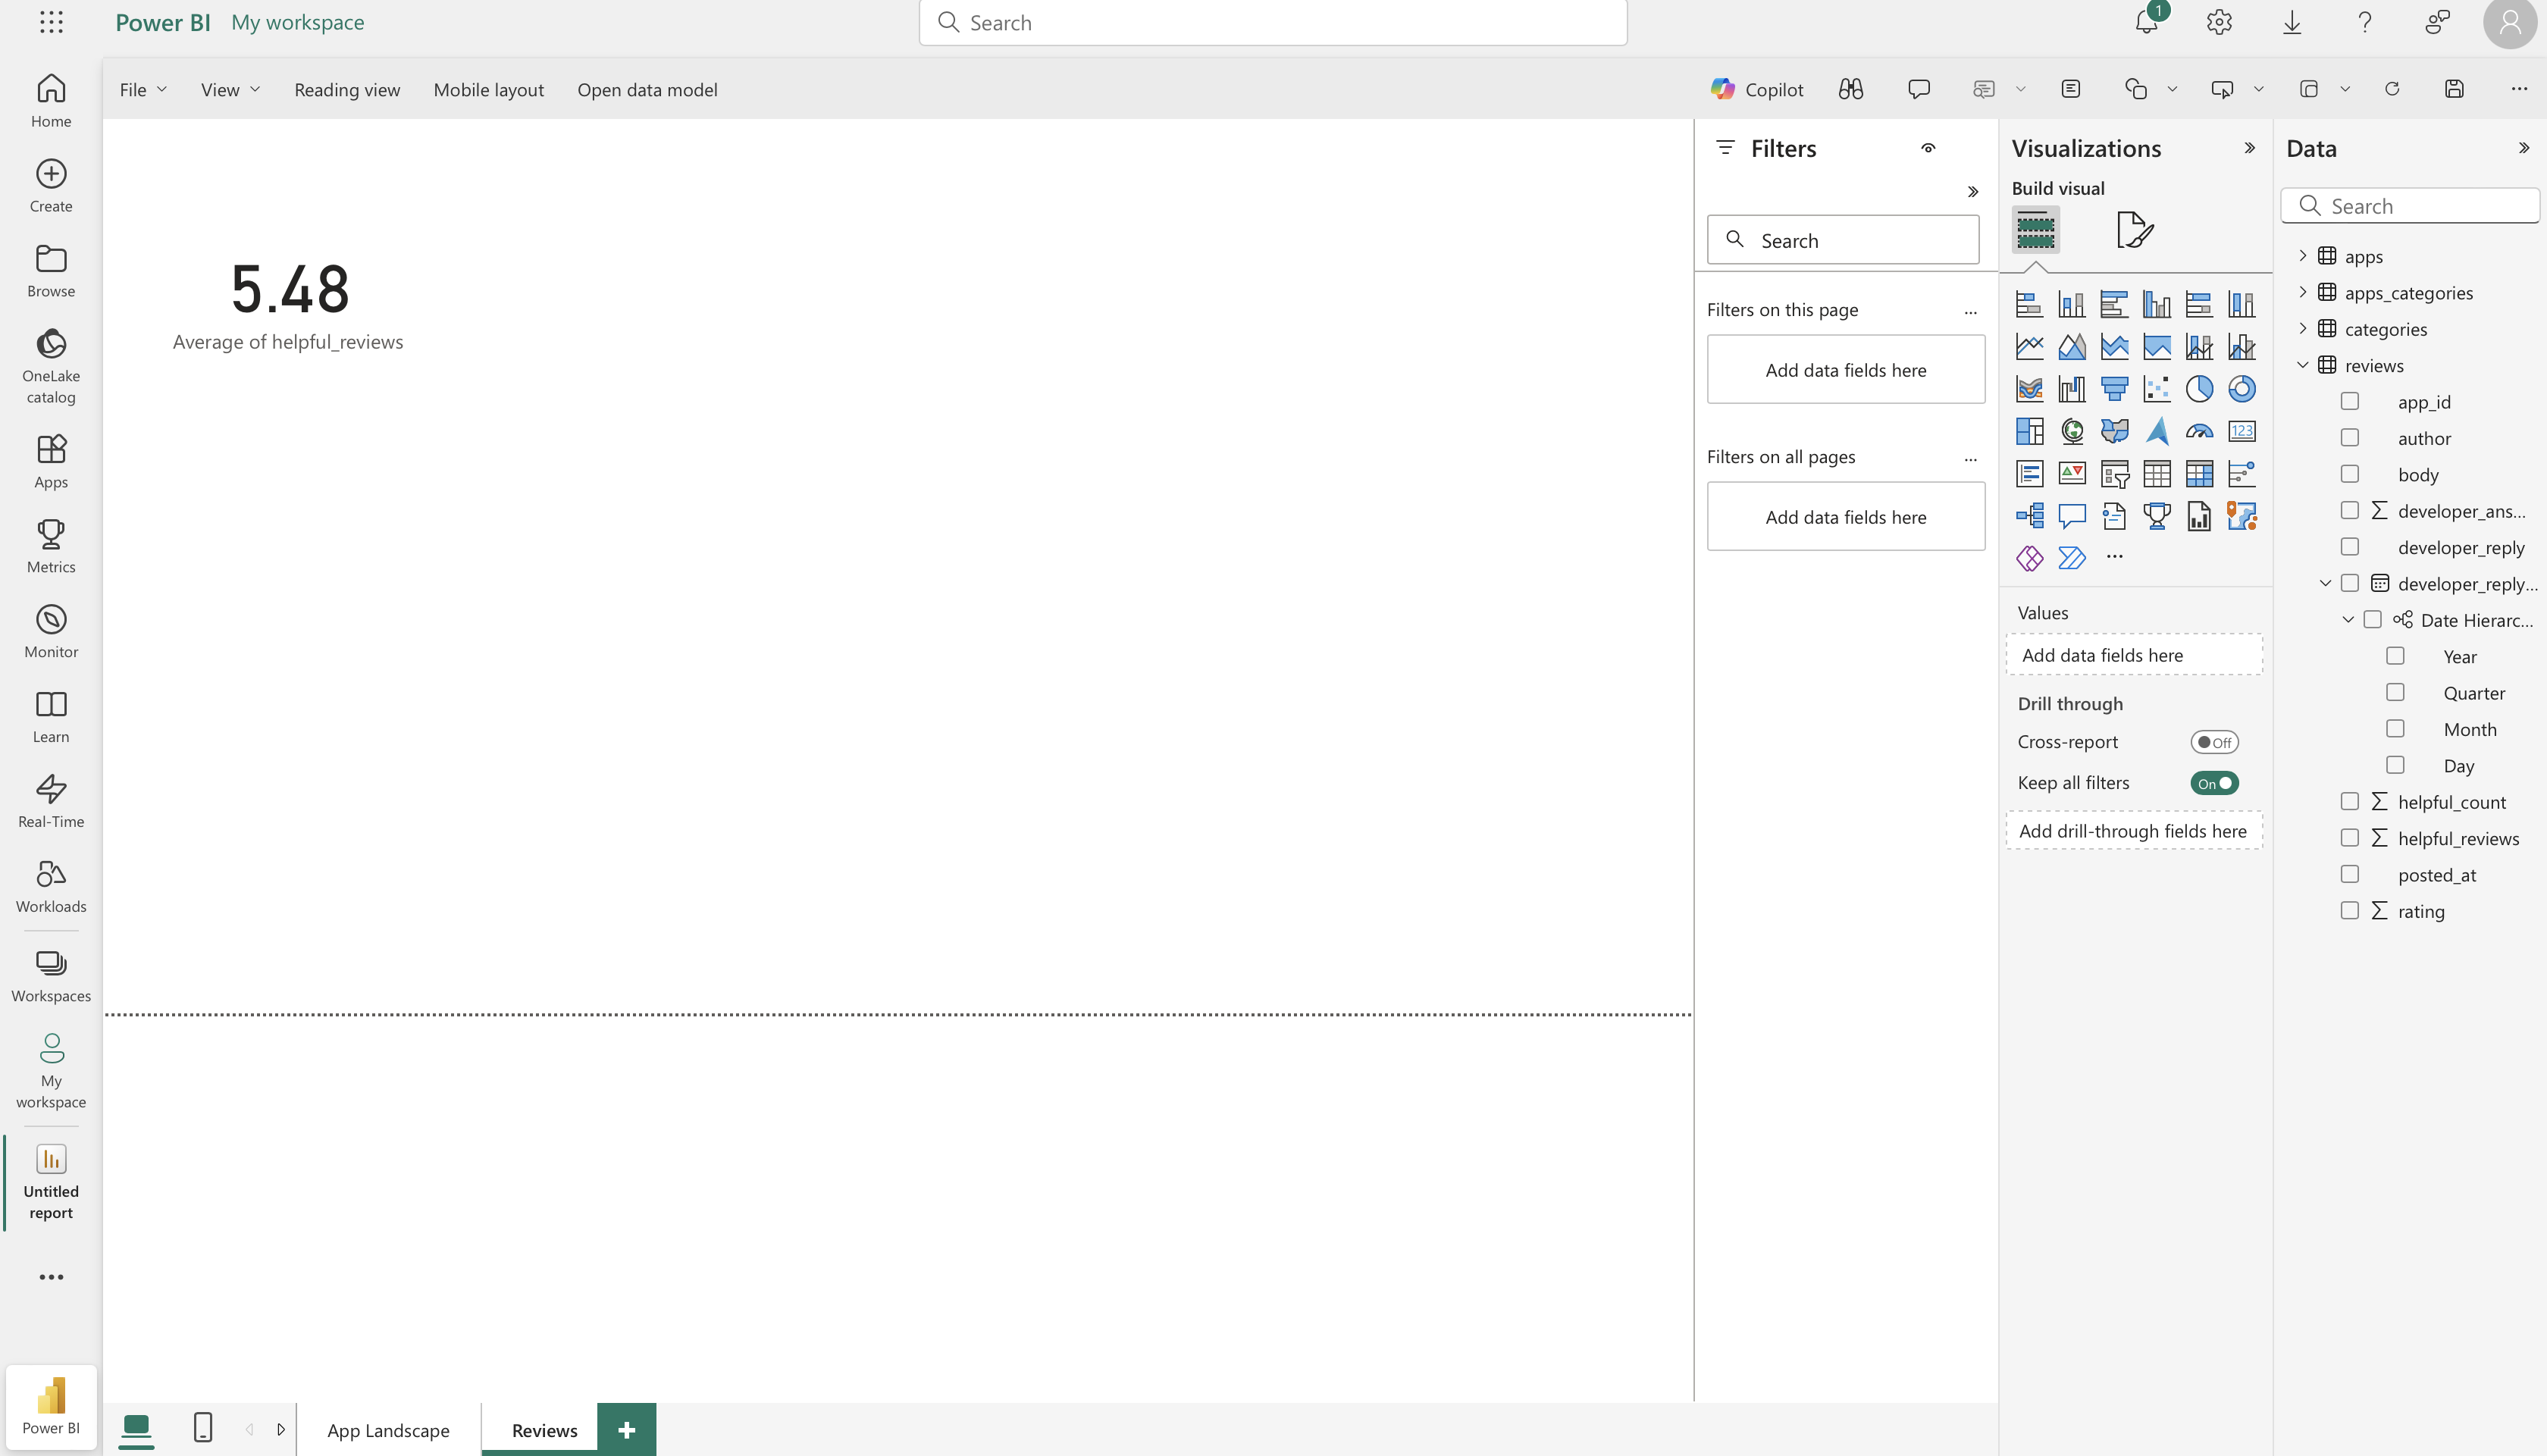 Power BI My workspace
Search
1
File View Reading view Mobile layout Open data model
Copilot
Home
Create
Browse
OneLake
catalog
Apps
Metrics
Monitor
Learn
Real-Time
Workloads
Workspaces
My
workspace
Untitled
report
Power BI
5.48
Average of helpful_reviews
Filters
Search
Filters on this page
Add data fields here
Filters on all pages
Add data fields here
Visualizations
Build visual
123
Values
Add data fields here
Drill through
Cross-report Off
Keep all filters On
Add drill-through fields here
Data
Search
apps
apps_categories
categories
reviews
app_id
author
body
developer_ans...
developer_reply
developer_reply...
Date Hierarc...
Year
Quarter
Month
Day
helpful_count
helpful_reviews
posted_at
rating
App Landscape
Reviews